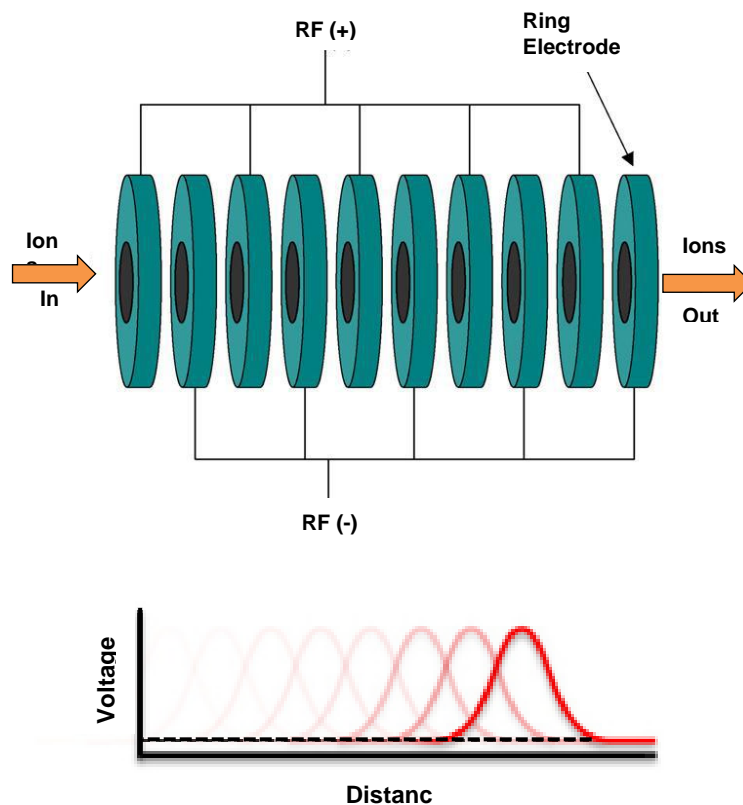 RF (+)
Ring
Electrode
Ion
In
Ions
Out
RF (-)
Voltage
Distanc